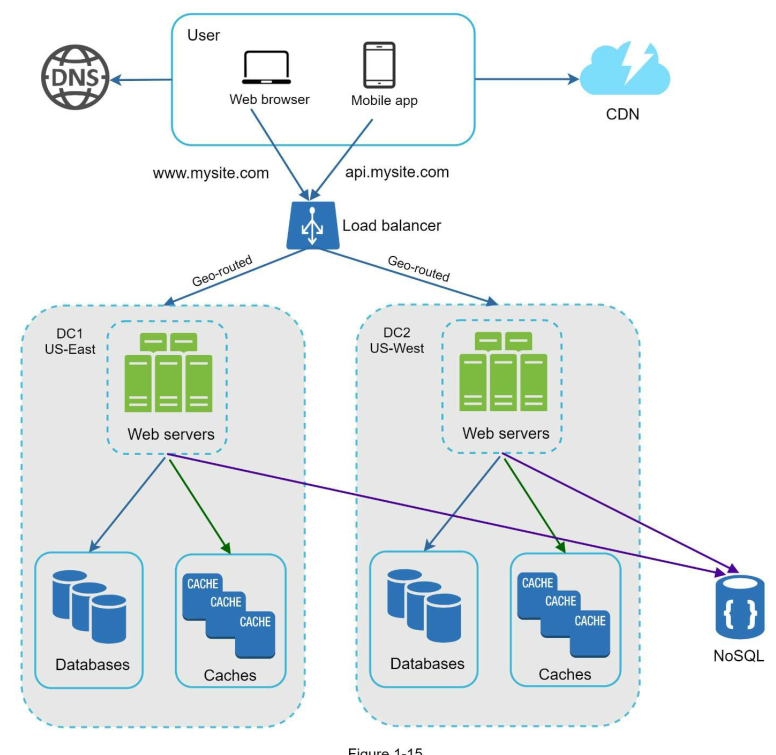 User
DNS
Web browser
Mobile app
CDN
www.mysite.com
api.mysite.com
Load balancer
Geo-routed
Geo-routed
DC1
US-East
Web servers
DC2
US-West
Web servers
CACHE
CACHE
CACHE
Databases
Caches
CACHE
CACHE
CACHE
Databases
Caches
{ }
NoSQL
Figure 1-15